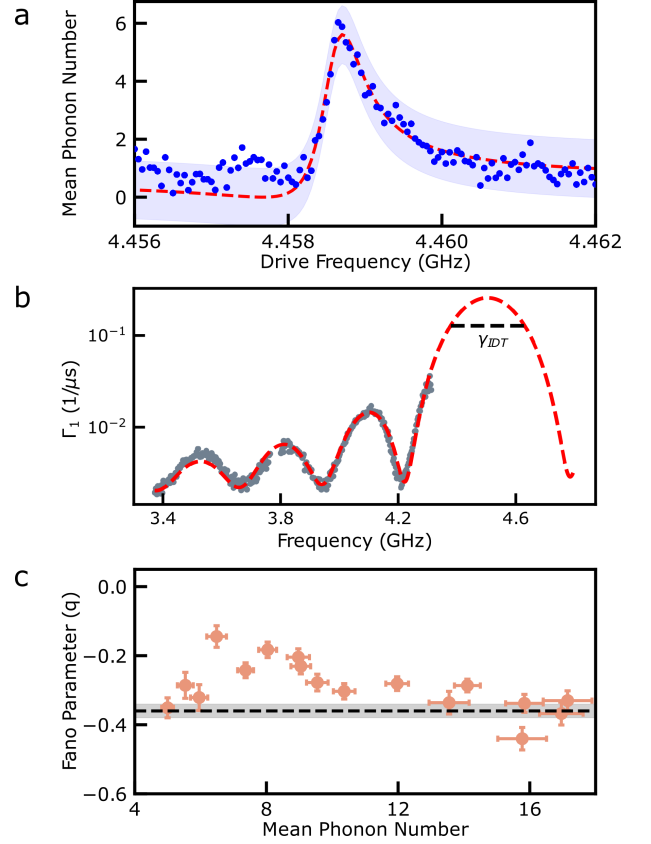 a
Mean Phonon Number
6
4
2
0
4.456 4.458 4.460 4.462
Drive Frequency (GHz)
b
Γ1 (1/μs)
10−1
10−2
γIDT
3.4 3.8 4.2 4.6
Frequency (GHz)
c
Fano Parameter (q)
0.0
−0.2
−0.4
−0.6
4 8 12 16
Mean Phonon Number